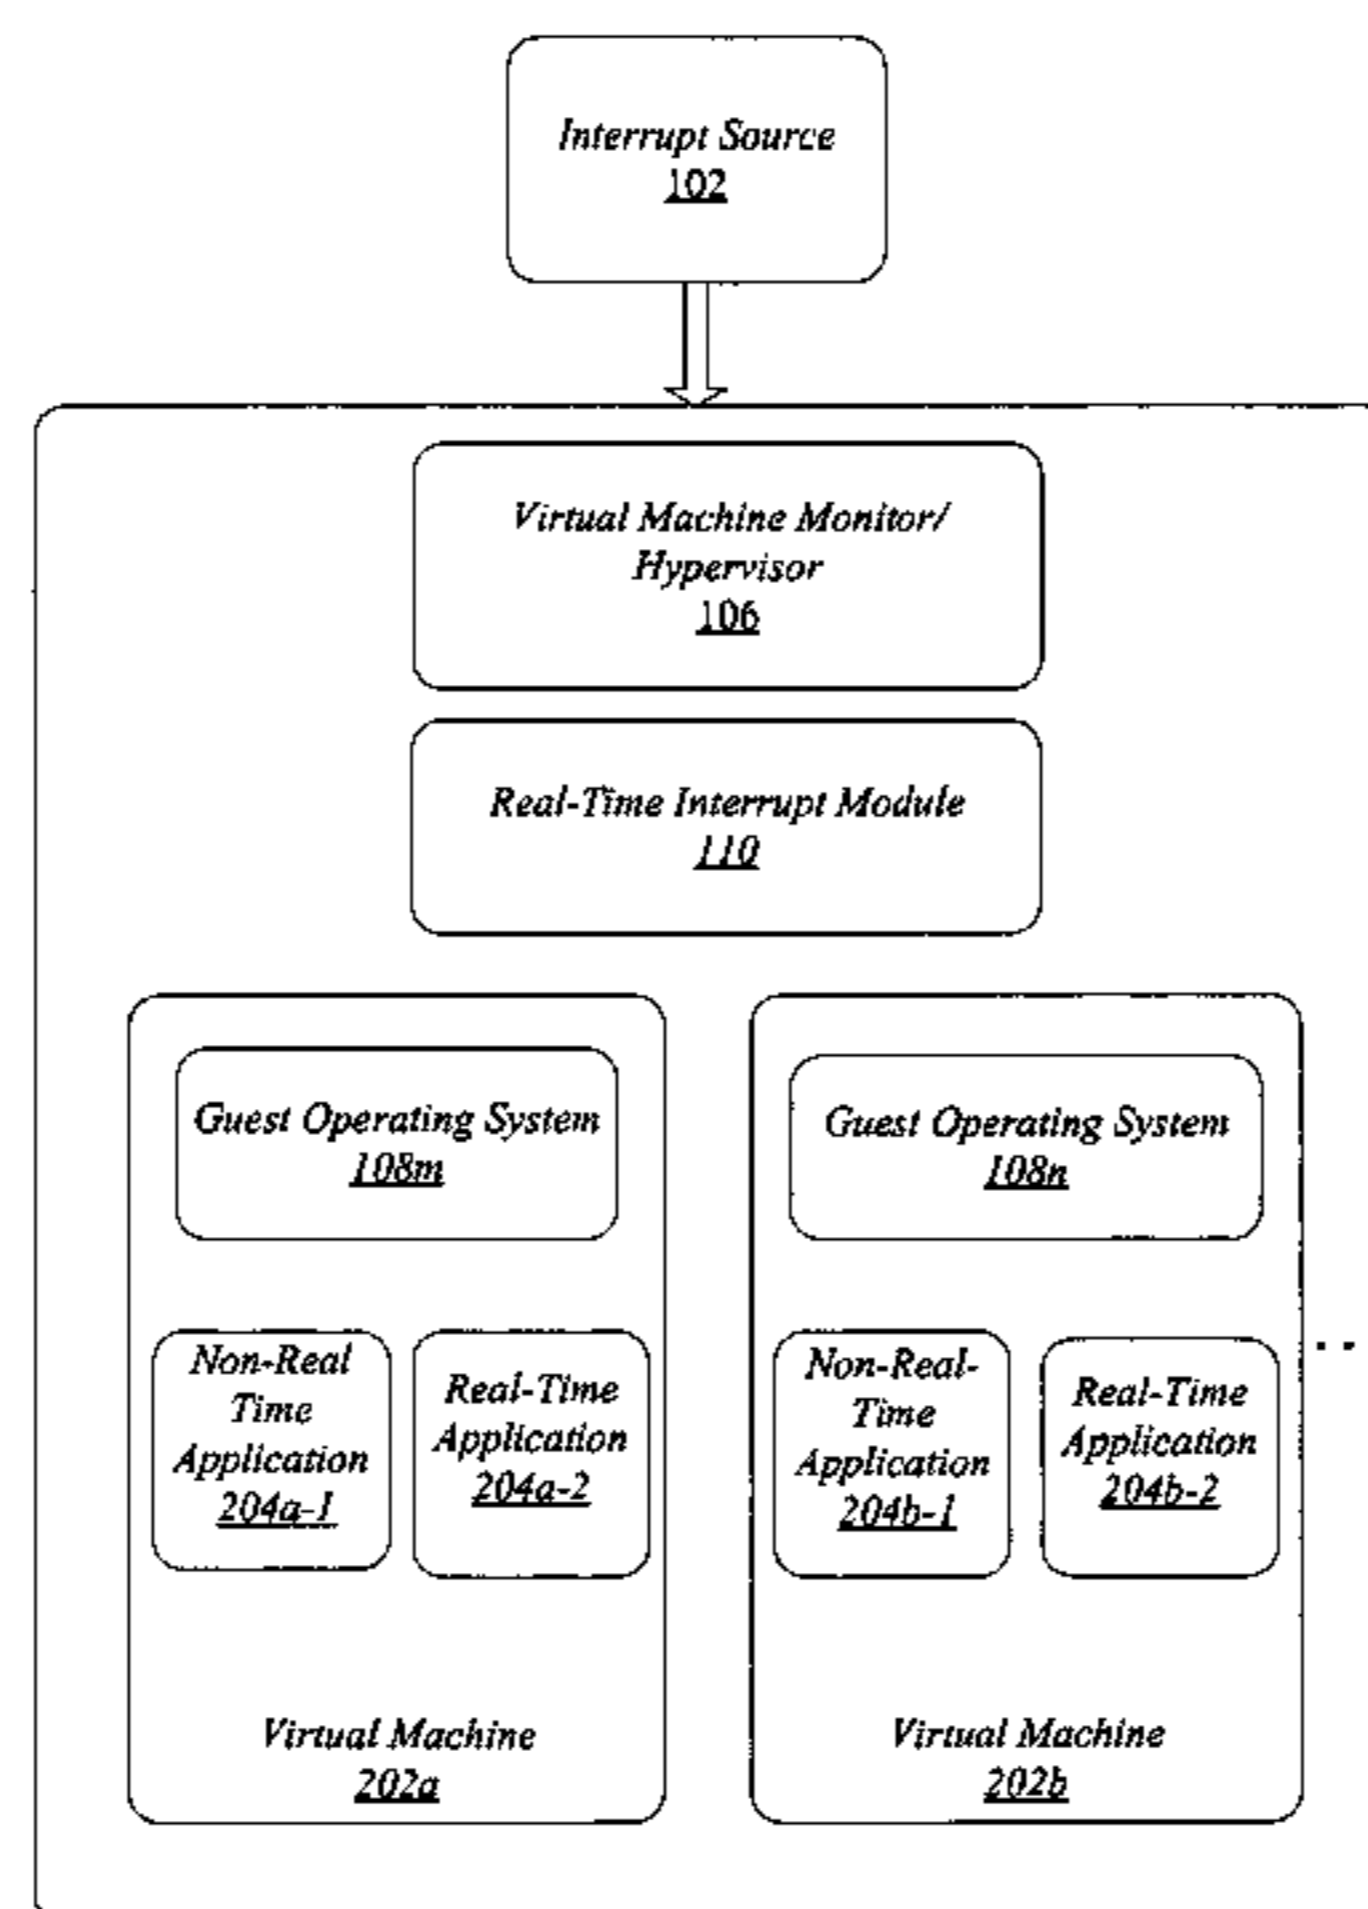 Interrupt Source
102
Virtual Machine Monitor/
Hypervisor
106
Real-Time Interrupt Module
110
Guest Operating System
108m
Non-Real
Time
Application
204a-1
Real-Time
Application
204a-2
Virtual Machine
202a
Guest Operating System
108n
Non-Real-
Time
Application
204b-1
Real-Time
Application
204b-2
Virtual Machine
202b
. .